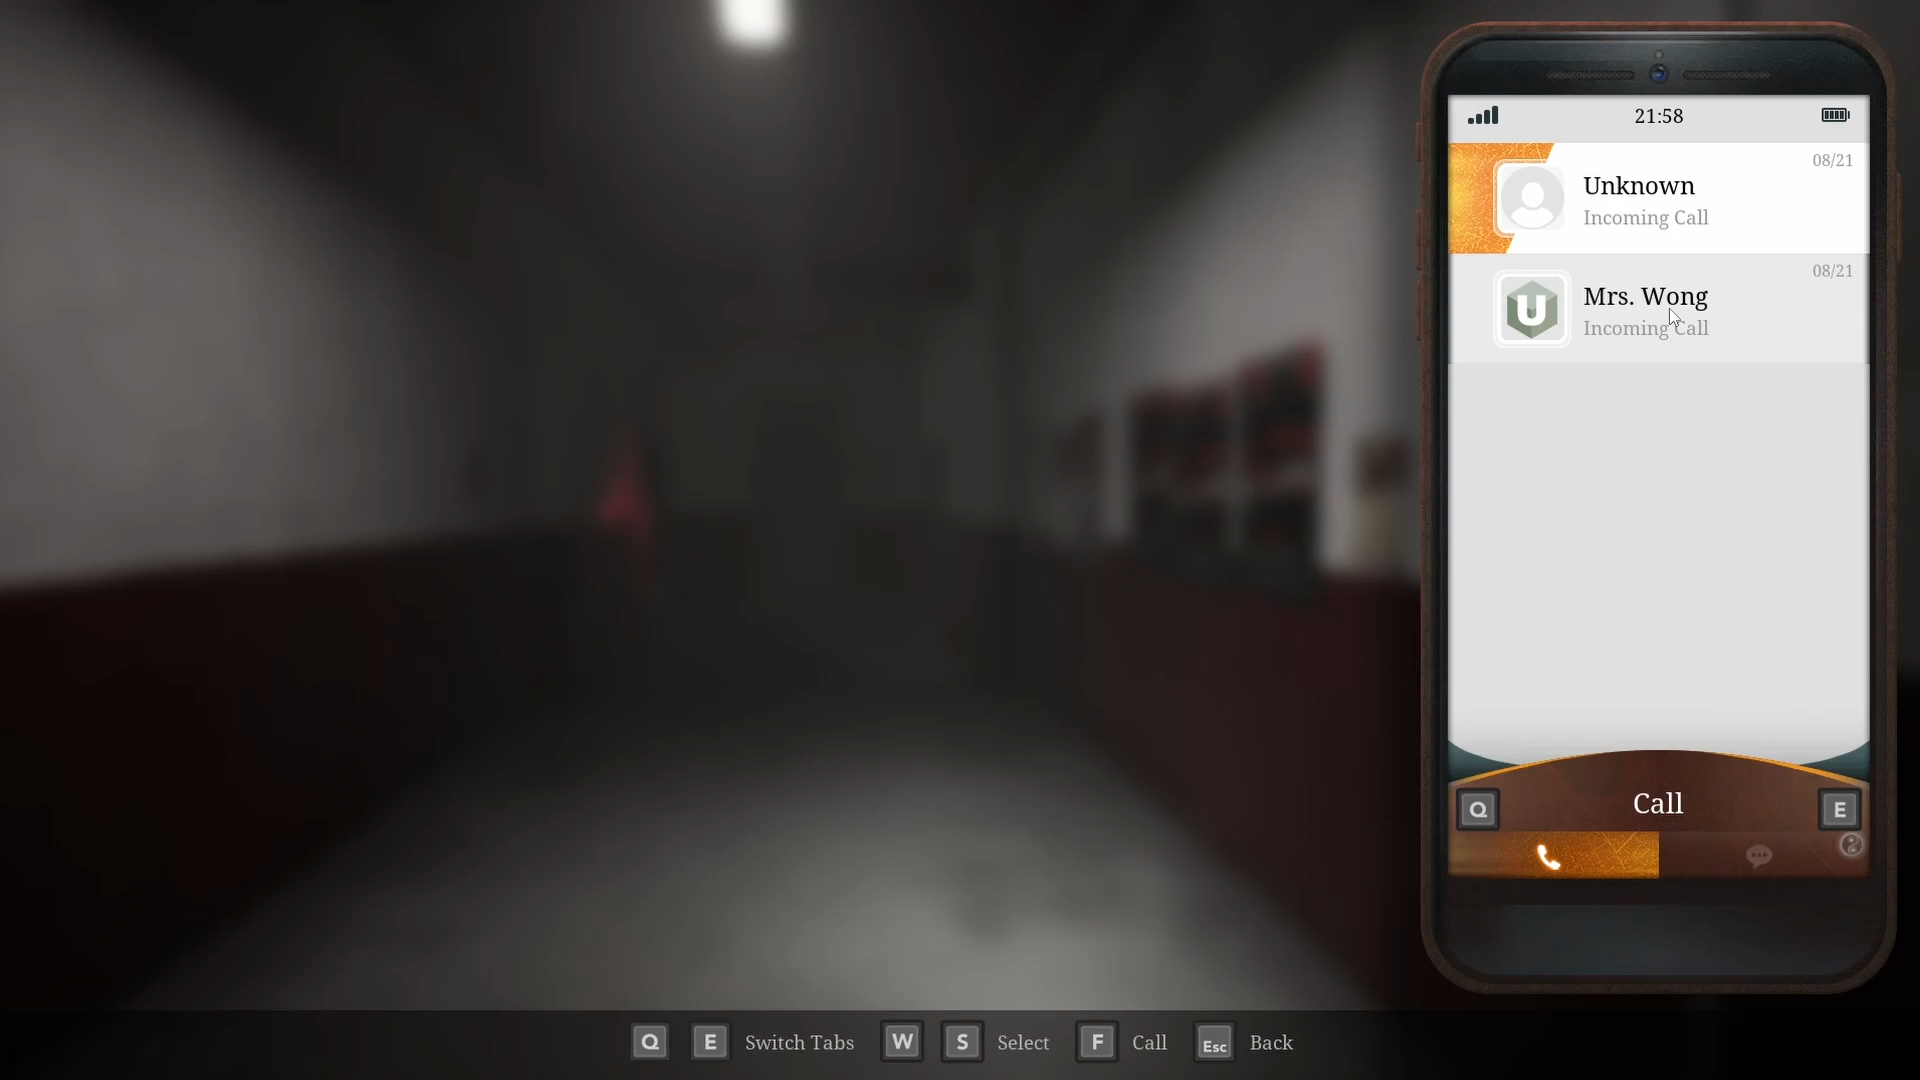 21:58
08/21
Unknown
Incoming Call
08/21
U
Mrs. Wong
Incoming Call
Q Call E
Q E Switch Tabs W S Select F Call Esc Back